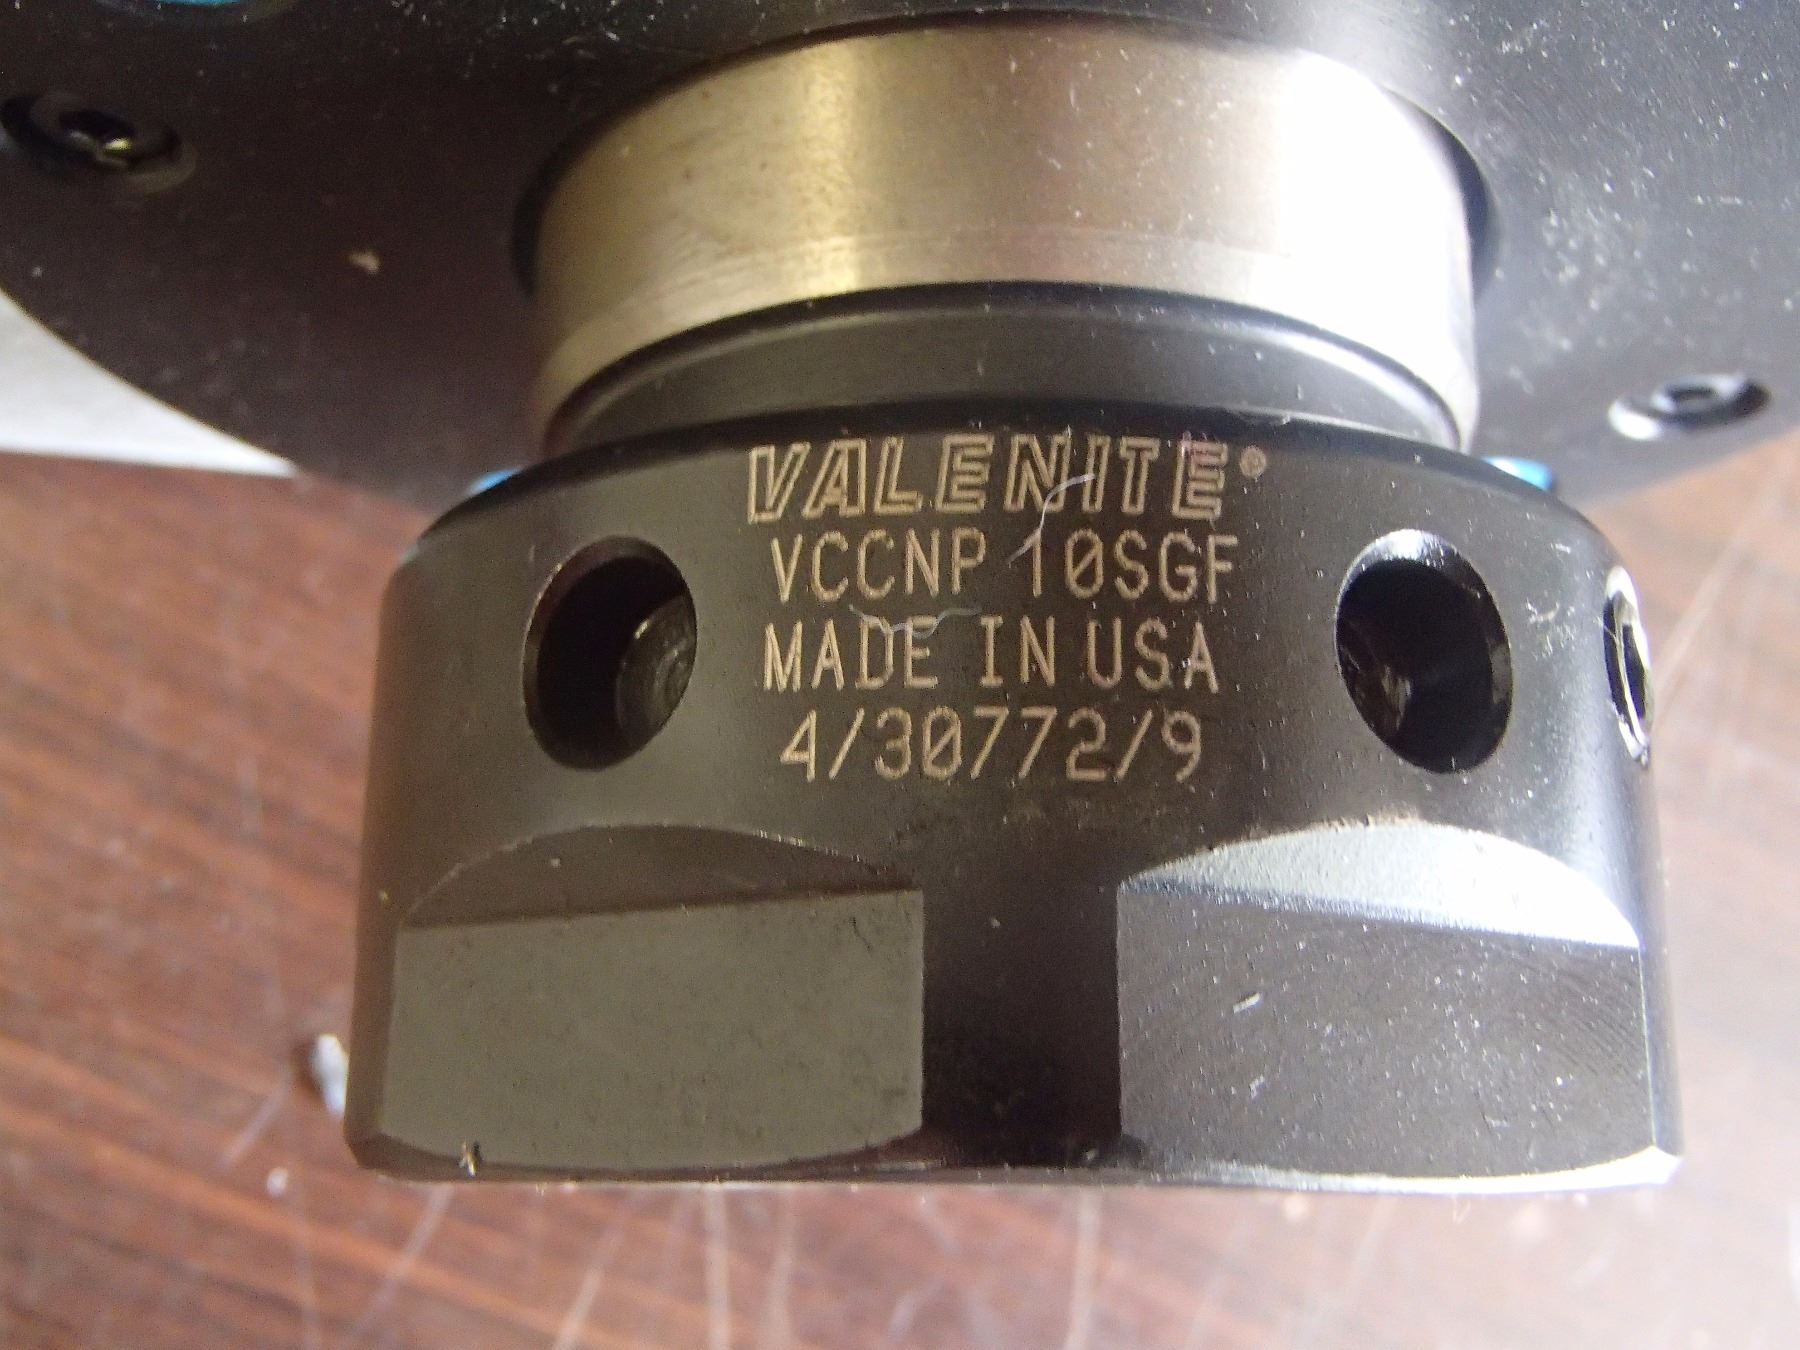 VALENITE®
VCCNP 10SGF
MADE IN USA
4/30772/9